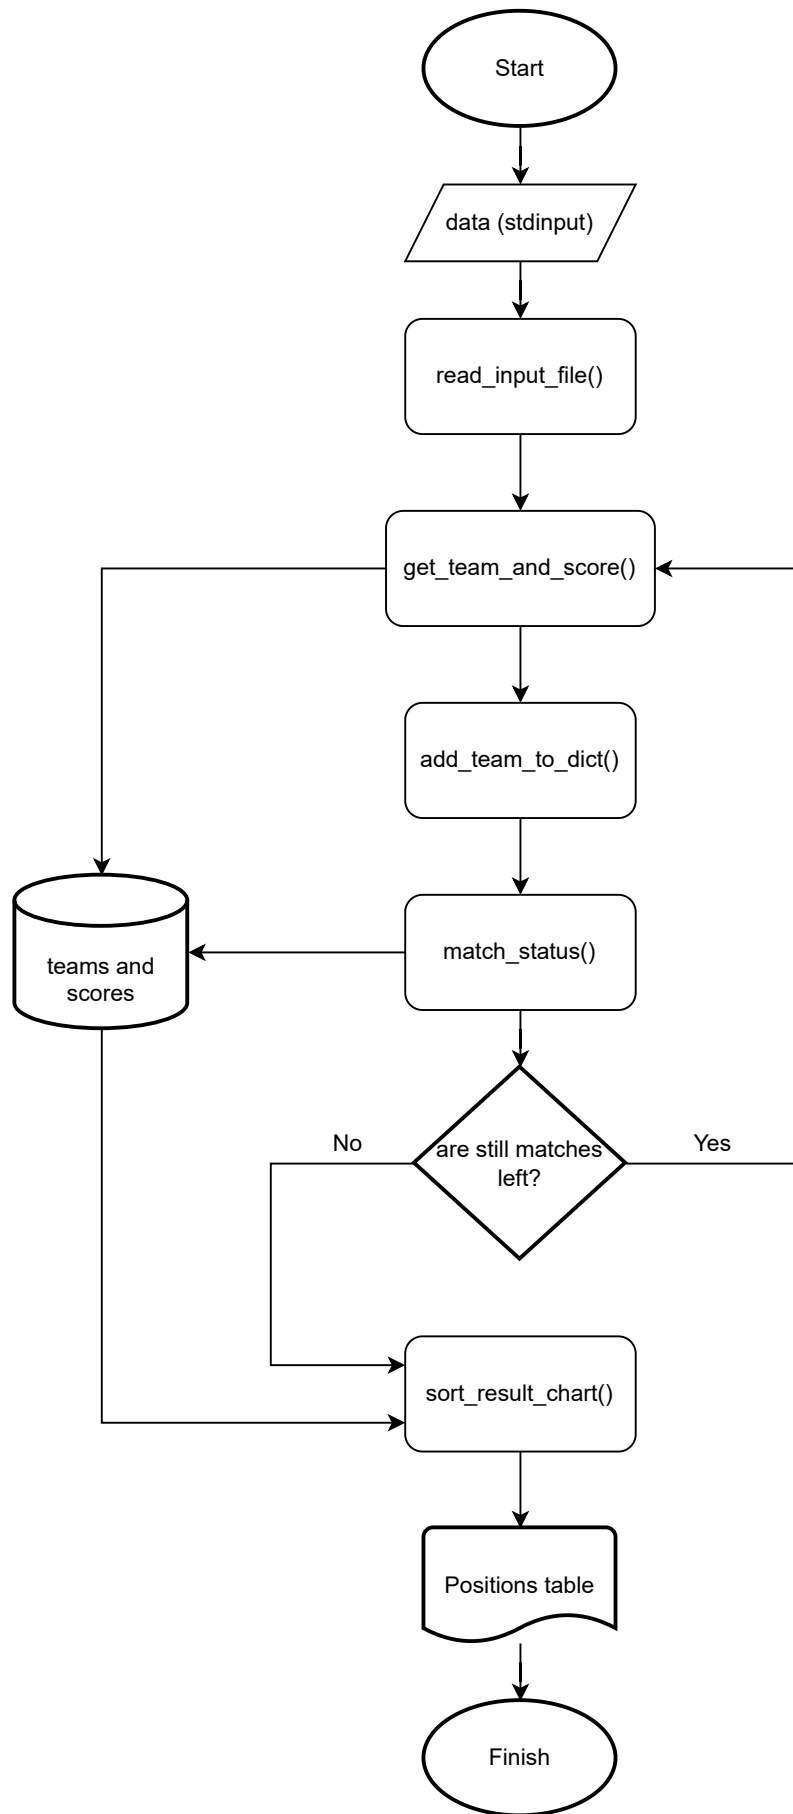 Start
data (stdinput)
read_input_file()
get_team_and_score()
add_team_to_dict()
match_status()
teams and
scores
No
are still matches
left?
Yes
sort_result_chart()
Positions table
Finish